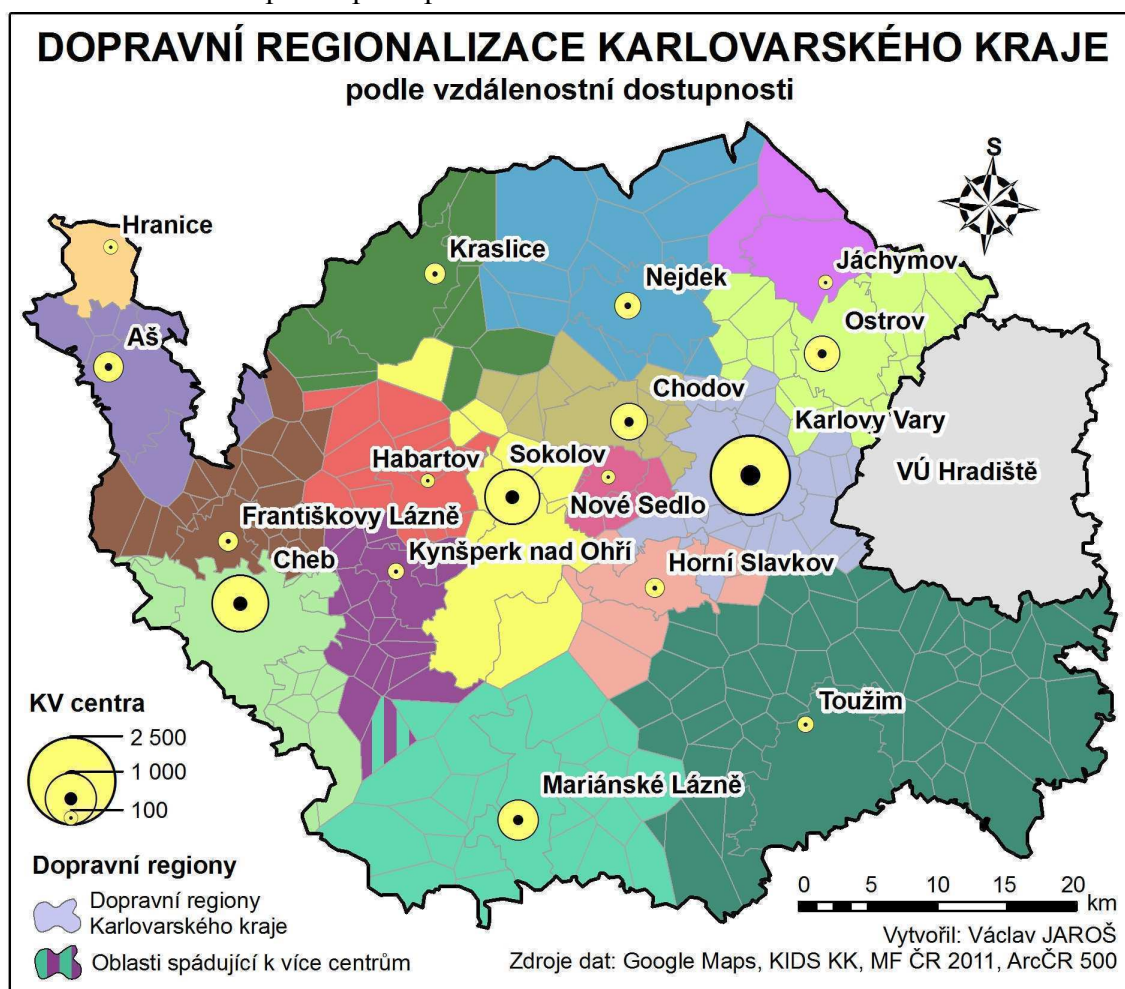 DOPRAVNÍ REGIONALIZACE KARLOVARSKÉHO KRAJE
podle vzdálenostní dostupnosti
S
Hranice
Kraslice
Jáchymov
Nejdek
Ostrov
Aš
Chodov
Karlovy Vary
Habartov
Sokolov
VÚ Hradiště
Nové Sedlo
Františkovy Lázně
Cheb
Kynšperk nad Ohří
Horní Slavkov
Toužim
Mariánské Lázně
KV centra
2 500
1 000
100
Dopravní regiony
Dopravní regiony
Karlovarského kraje
Oblasti spádující k více centrům
0 5 10 15 20
km
Vytvořil: Václav JAROŠ
Zdroje dat: Google Maps, KIDS KK, MF ČR 2011, ArcČR 500